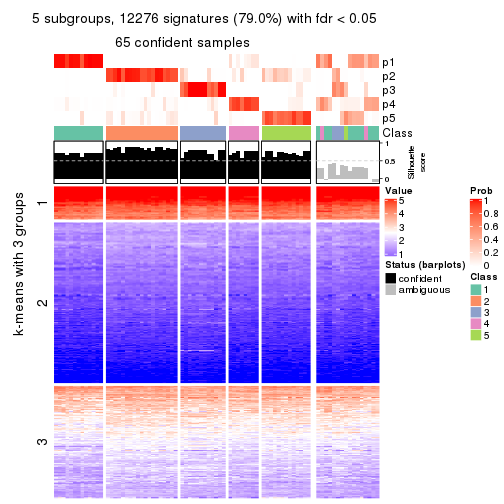 5 subgroups, 12276 signatures (79.0%) with fdr < 0.05
65 confident samples
p1
p2
p3
p4
p5
Class
1
0.5
0
Silhouette
score
k-means with 3 groups
1
2
3
Value
5
4
3
2
1
Status (barplots)
confident
ambiguous
Prob
1
0.8
0.6
0.4
0.2
0
Class
1
2
3
4
5